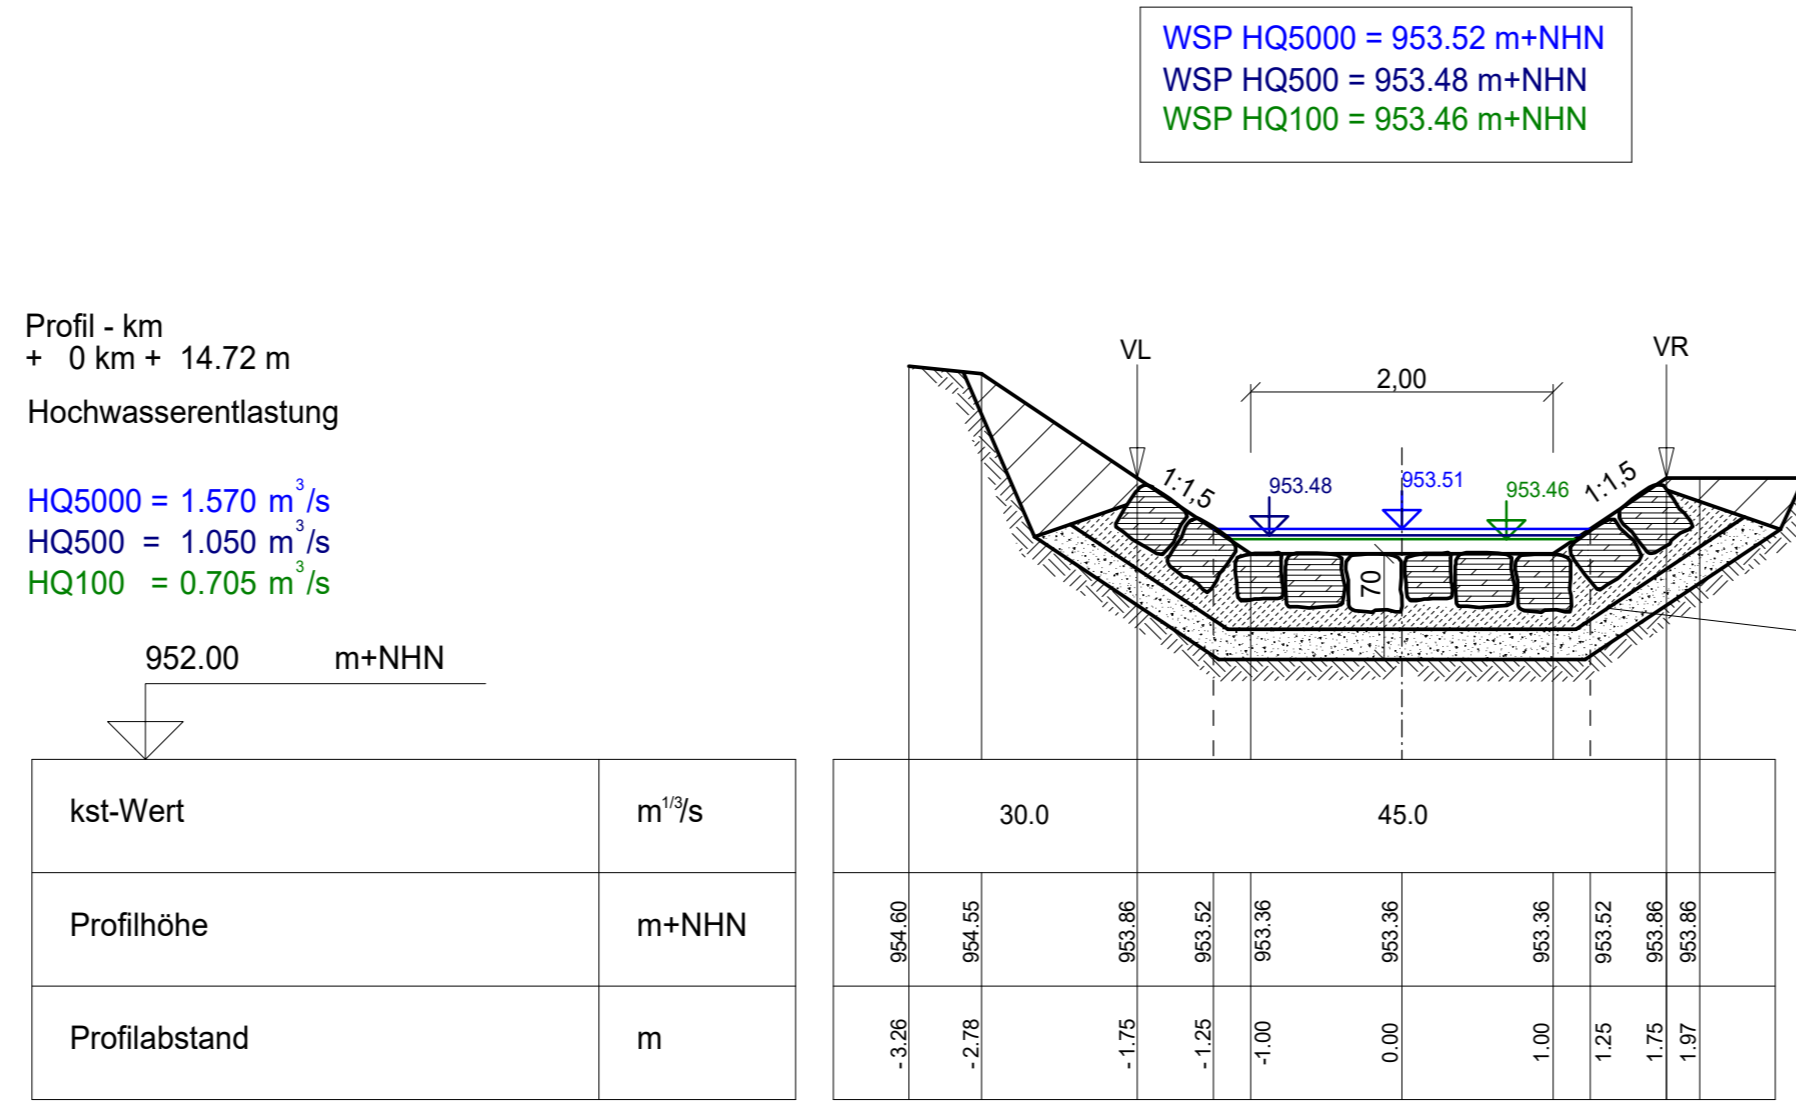 WSP HQ5000 = 953.52 m+NHN
WSP HQ500 = 953.48 m+NHN
WSP HQ100 = 953.46 m+NHN
Profil - km
+ 0 km + 14.72 m
Hochwasserentlastung
HQ5000 = 1.570 m³/s
HQ500 = 1.050 m³/s
HQ100 = 0.705 m³/s
952.00 m+NHN
VL
VR
2,00
1:1,5
953.48
953.51
953.46
1:1,5
70
kst-Wert m^1/3/s 30.0 45.0
Profilhöhe m+NHN 954.60 954.55 953.86 953.52 953.36 953.36 953.36 953.52 953.86 953.86
Profilabstand m - 3.26 - 2.78 - 1.75 - 1.25 -1.00 0.00 1.00 1.25 1.75 1.97